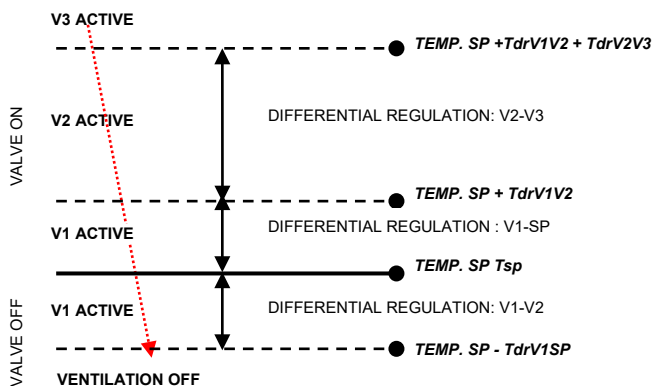 V3 ACTIVE
TEMP. SP +TdrV1V2 + TdrV2V3
VALVE ON
V2 ACTIVE
DIFFERENTIAL REGULATION: V2-V3
TEMP. SP + TdrV1V2
V1 ACTIVE
DIFFERENTIAL REGULATION : V1-SP
TEMP. SP Tsp
VALVE OFF
V1 ACTIVE
DIFFERENTIAL REGULATION: V1-V2
TEMP. SP - TdrV1SP
VENTILATION OFF